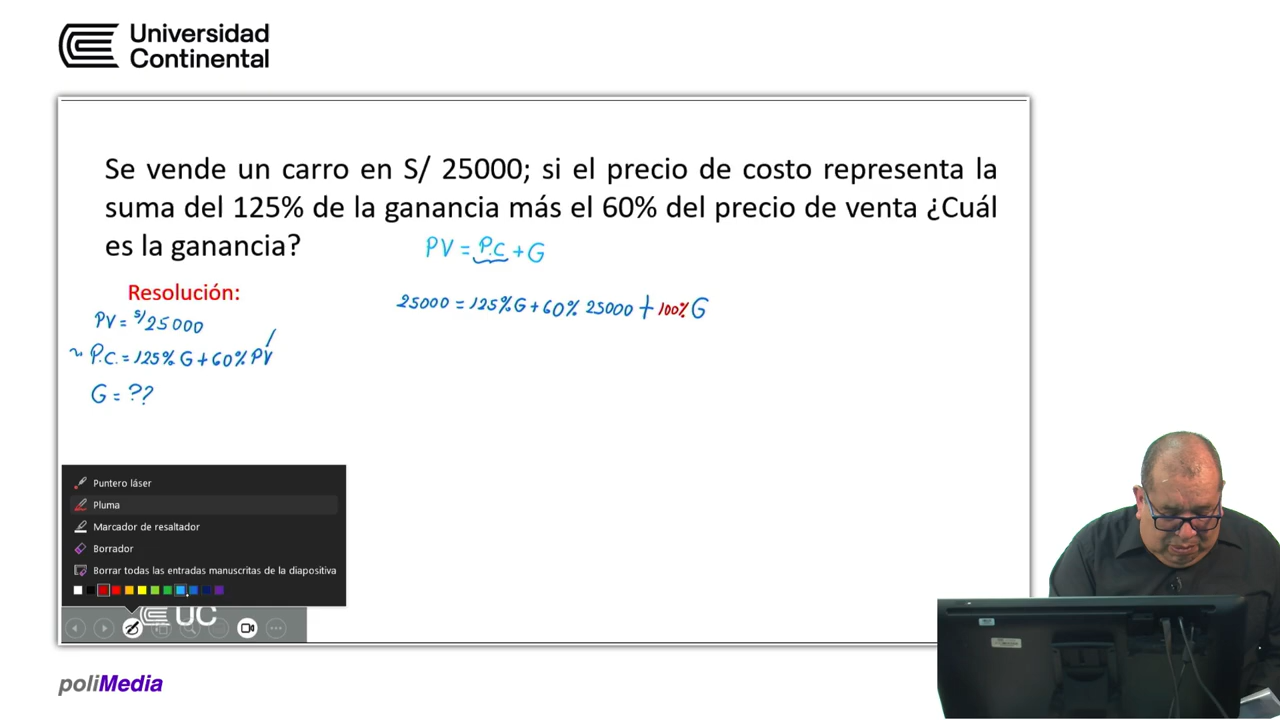 Universidad
Continental
Se vende un carro en S/ 25000; si el precio de costo representa la
suma del 125% de la ganancia más el 60% del precio de venta ¿Cuál
es la ganancia?
PV = P.C + G
Resolución:
25000 = 125% G + 60% 25000 + 100% G
PV = S/ 25000
P.C. = 125% G + 60% PV
G = ??
Puntero láser
Pluma
Marcador de resaltador
Borrador
Borrar todas las entradas manuscritas de la diapositiva
UC
poliMedia